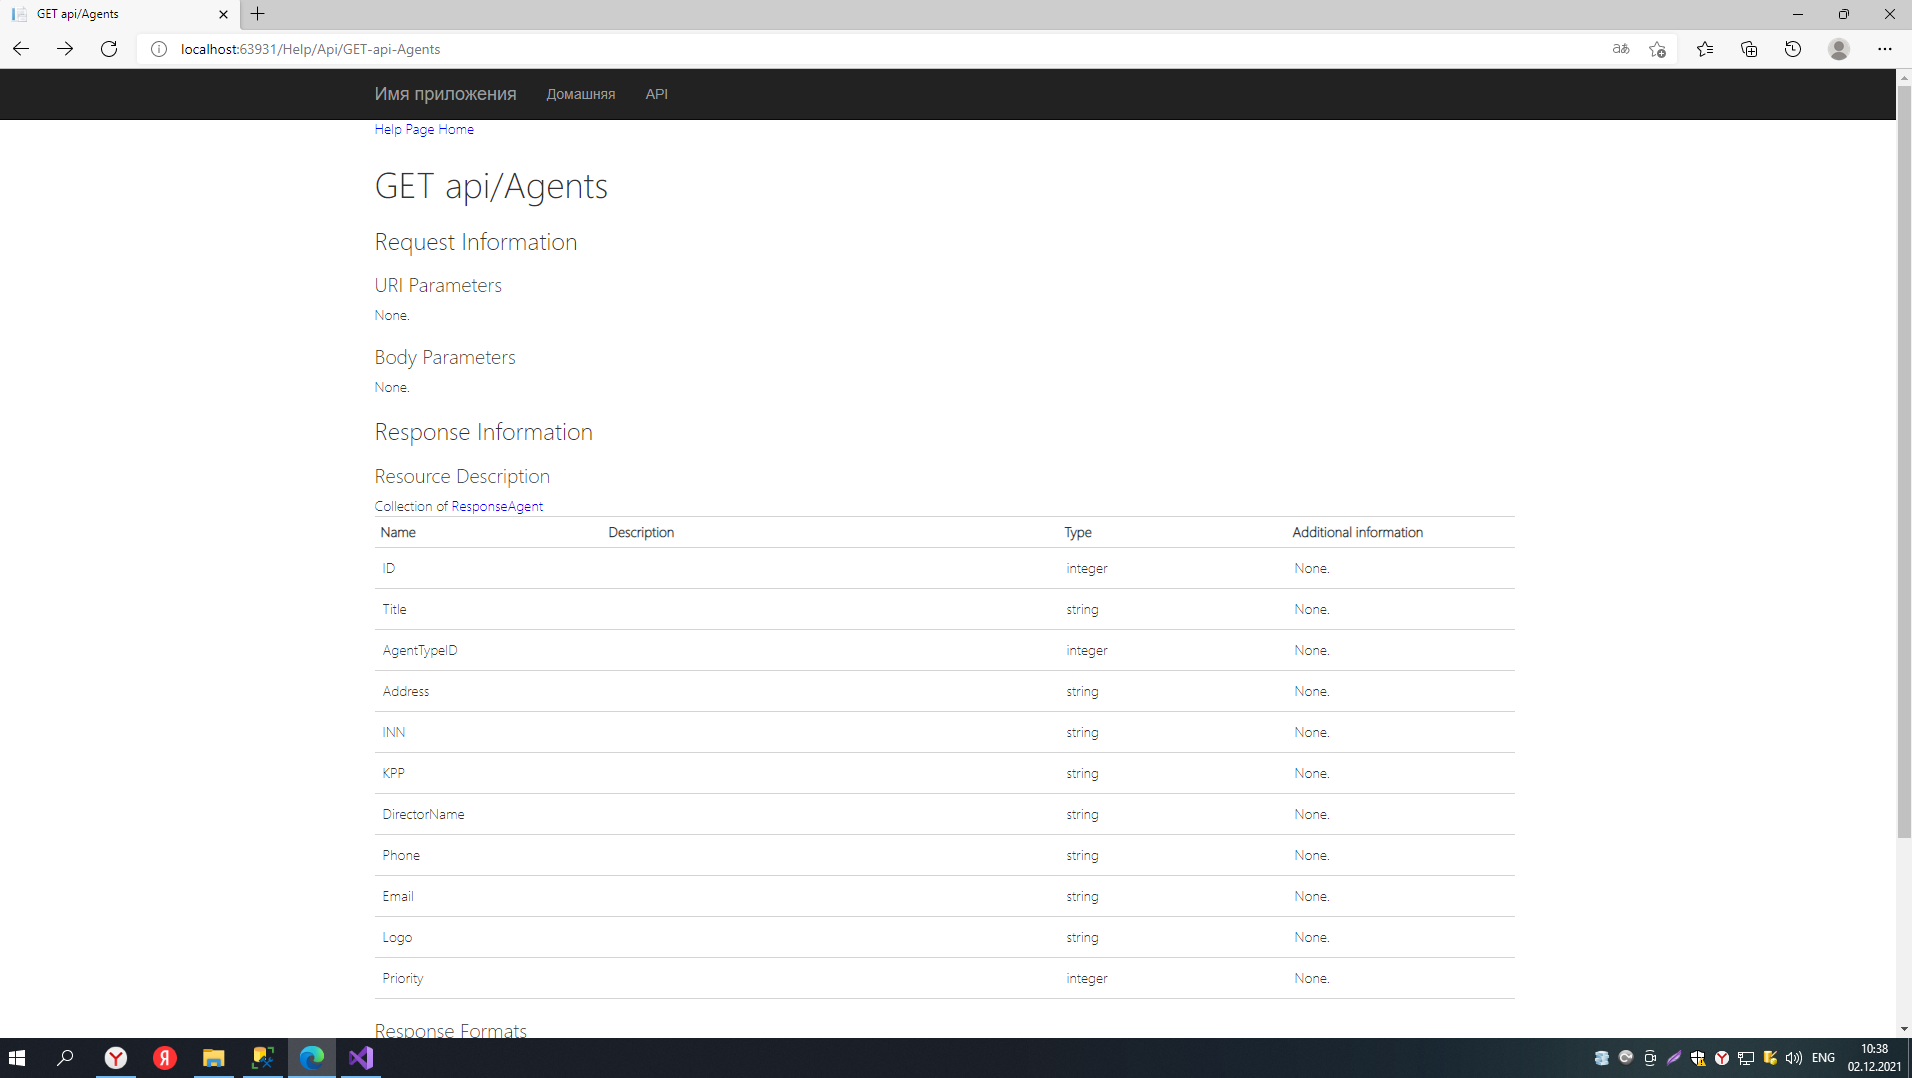 GET api/Agents
localhost:63931/Help/Api/GET-api-Agents
Имя приложения Домашняя API
Help Page Home
GET api/Agents
Request Information
URI Parameters
None.
Body Parameters
None.
Response Information
Resource Description
Collection of ResponseAgent
Name Description Type Additional information
ID integer None.
Title string None.
AgentTypeID integer None.
Address string None.
INN string None.
KPP string None.
DirectorName string None.
Phone string None.
Email string None.
Logo string None.
Priority integer None.
Response Formats
ENG
10:38
02.12.2021